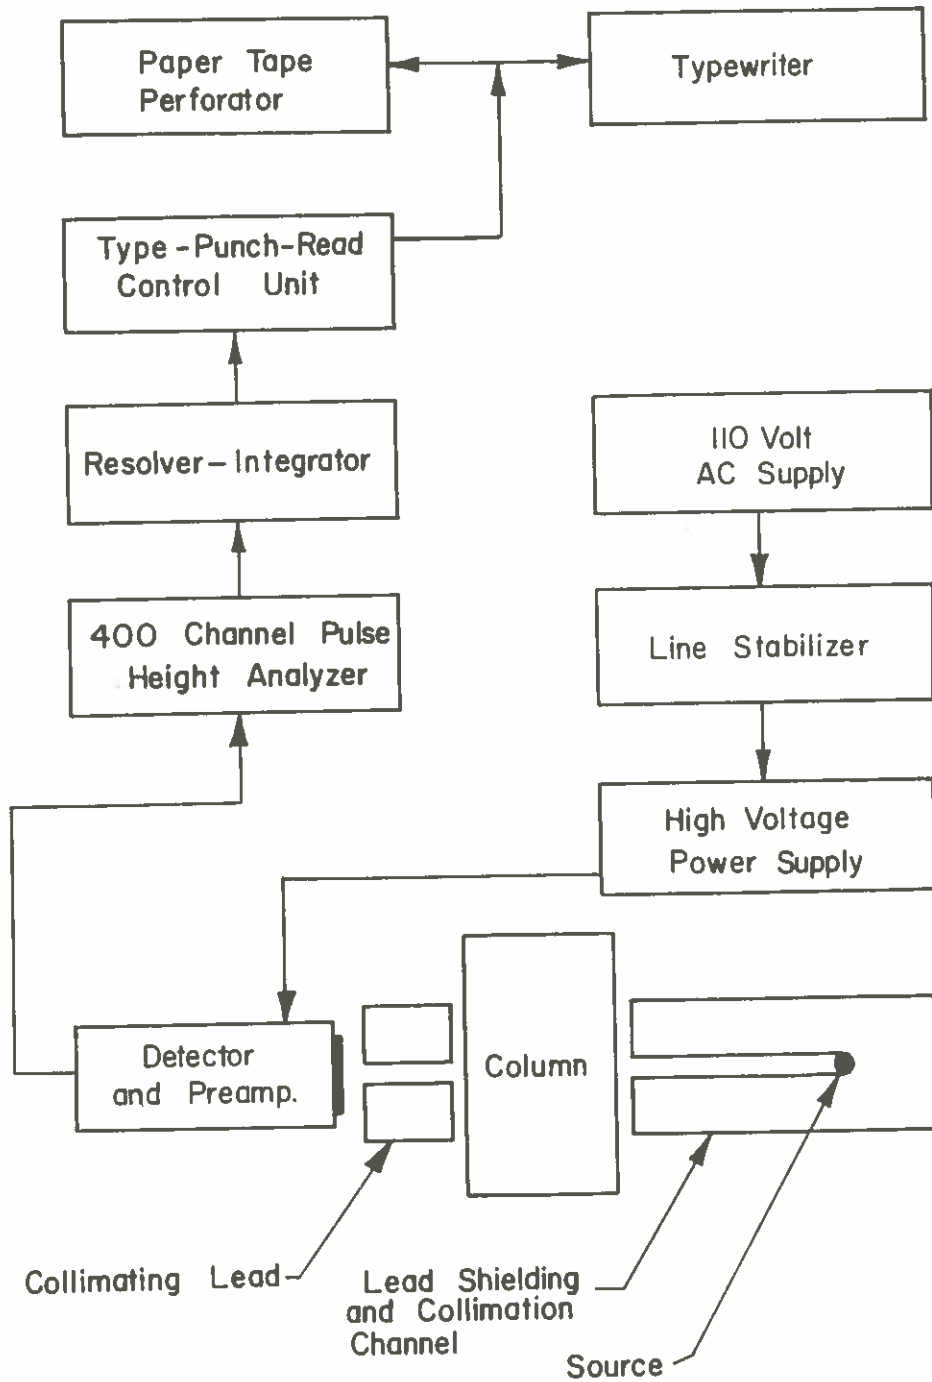 Paper Tape
Perforator
Typewriter
Type-Punch-Read
Control Unit
Resolver-Integrator
110 Volt
AC Supply
400 Channel Pulse
Height Analyzer
Line Stabilizer
High Voltage
Power Supply
Detector
and Preamp.
Column
Collimating Lead
Lead Shielding
and Collimation
Channel
Source